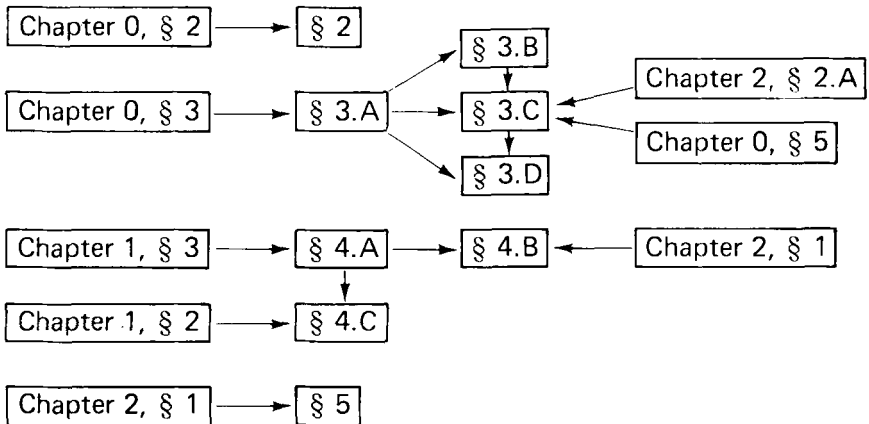 Chapter 0, § 2 § 2
§ 3.B
Chapter 2, § 2.A
Chapter 0, § 3 § 3.A § 3.C
Chapter 0, § 5
§ 3.D
Chapter 1, § 3 § 4.A § 4.B Chapter 2, § 1
Chapter 1, § 2 § 4.C
Chapter 2, § 1 § 5